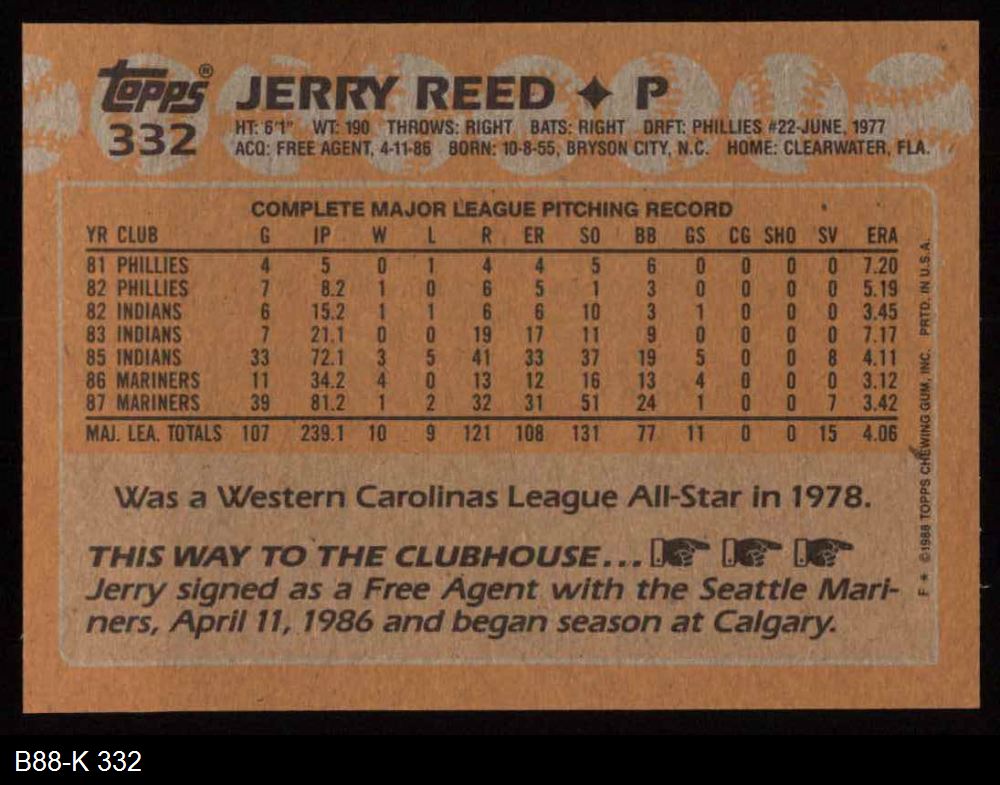 Topps® JERRY REED ✦ P
332 HT: 6'1" WT: 190 THROWS: RIGHT BATS: RIGHT DRFT: PHILLIES #22-JUNE, 1977
ACQ: FREE AGENT, 4-11-86 BORN: 10-8-55, BRYSON CITY, N.C. HOME: CLEARWATER, FLA.
COMPLETE MAJOR LEAGUE PITCHING RECORD
YR CLUB G IP W L R ER SO BB GS CG SHO SV ERA
81 PHILLIES 4 5 0 1 4 4 5 6 0 0 0 0 7.20
82 PHILLIES 7 8.2 1 0 6 5 1 3 0 0 0 0 5.19
82 INDIANS 6 15.2 1 1 6 6 10 3 1 0 0 0 3.45
83 INDIANS 7 21.1 0 0 19 17 11 9 0 0 0 0 7.17
85 INDIANS 33 72.1 3 5 41 33 37 19 5 0 0 8 4.11
86 MARINERS 11 34.2 4 0 13 12 16 13 4 0 0 0 3.12
87 MARINERS 39 81.2 1 2 32 31 51 24 1 0 0 7 3.42
MAJ. LEA. TOTALS 107 239.1 10 9 121 108 131 77 11 0 0 15 4.06
Was a Western Carolinas League All-Star in 1978.
THIS WAY TO THE CLUBHOUSE...
Jerry signed as a Free Agent with the Seattle Mari-
ners, April 11, 1986 and began season at Calgary.
F* ©1988 TOPPS CHEWING GUM, INC. PRTD. IN U.S.A.
B88-K 332